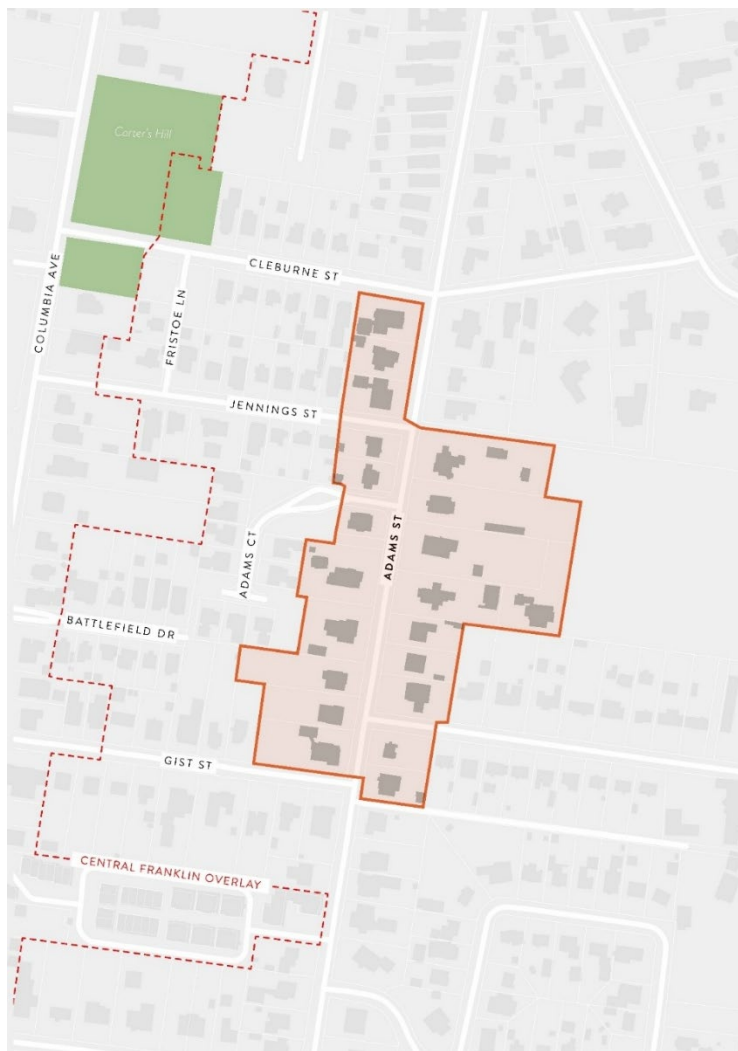 Carter's Hill
CLEBURNE ST
COLUMBIA AVE
FRISTOE LN
JENNINGS ST
ADAMS ST
ADAMS CT
BATTLEFIELD DR
GIST ST
CENTRAL FRANKLIN OVERLAY